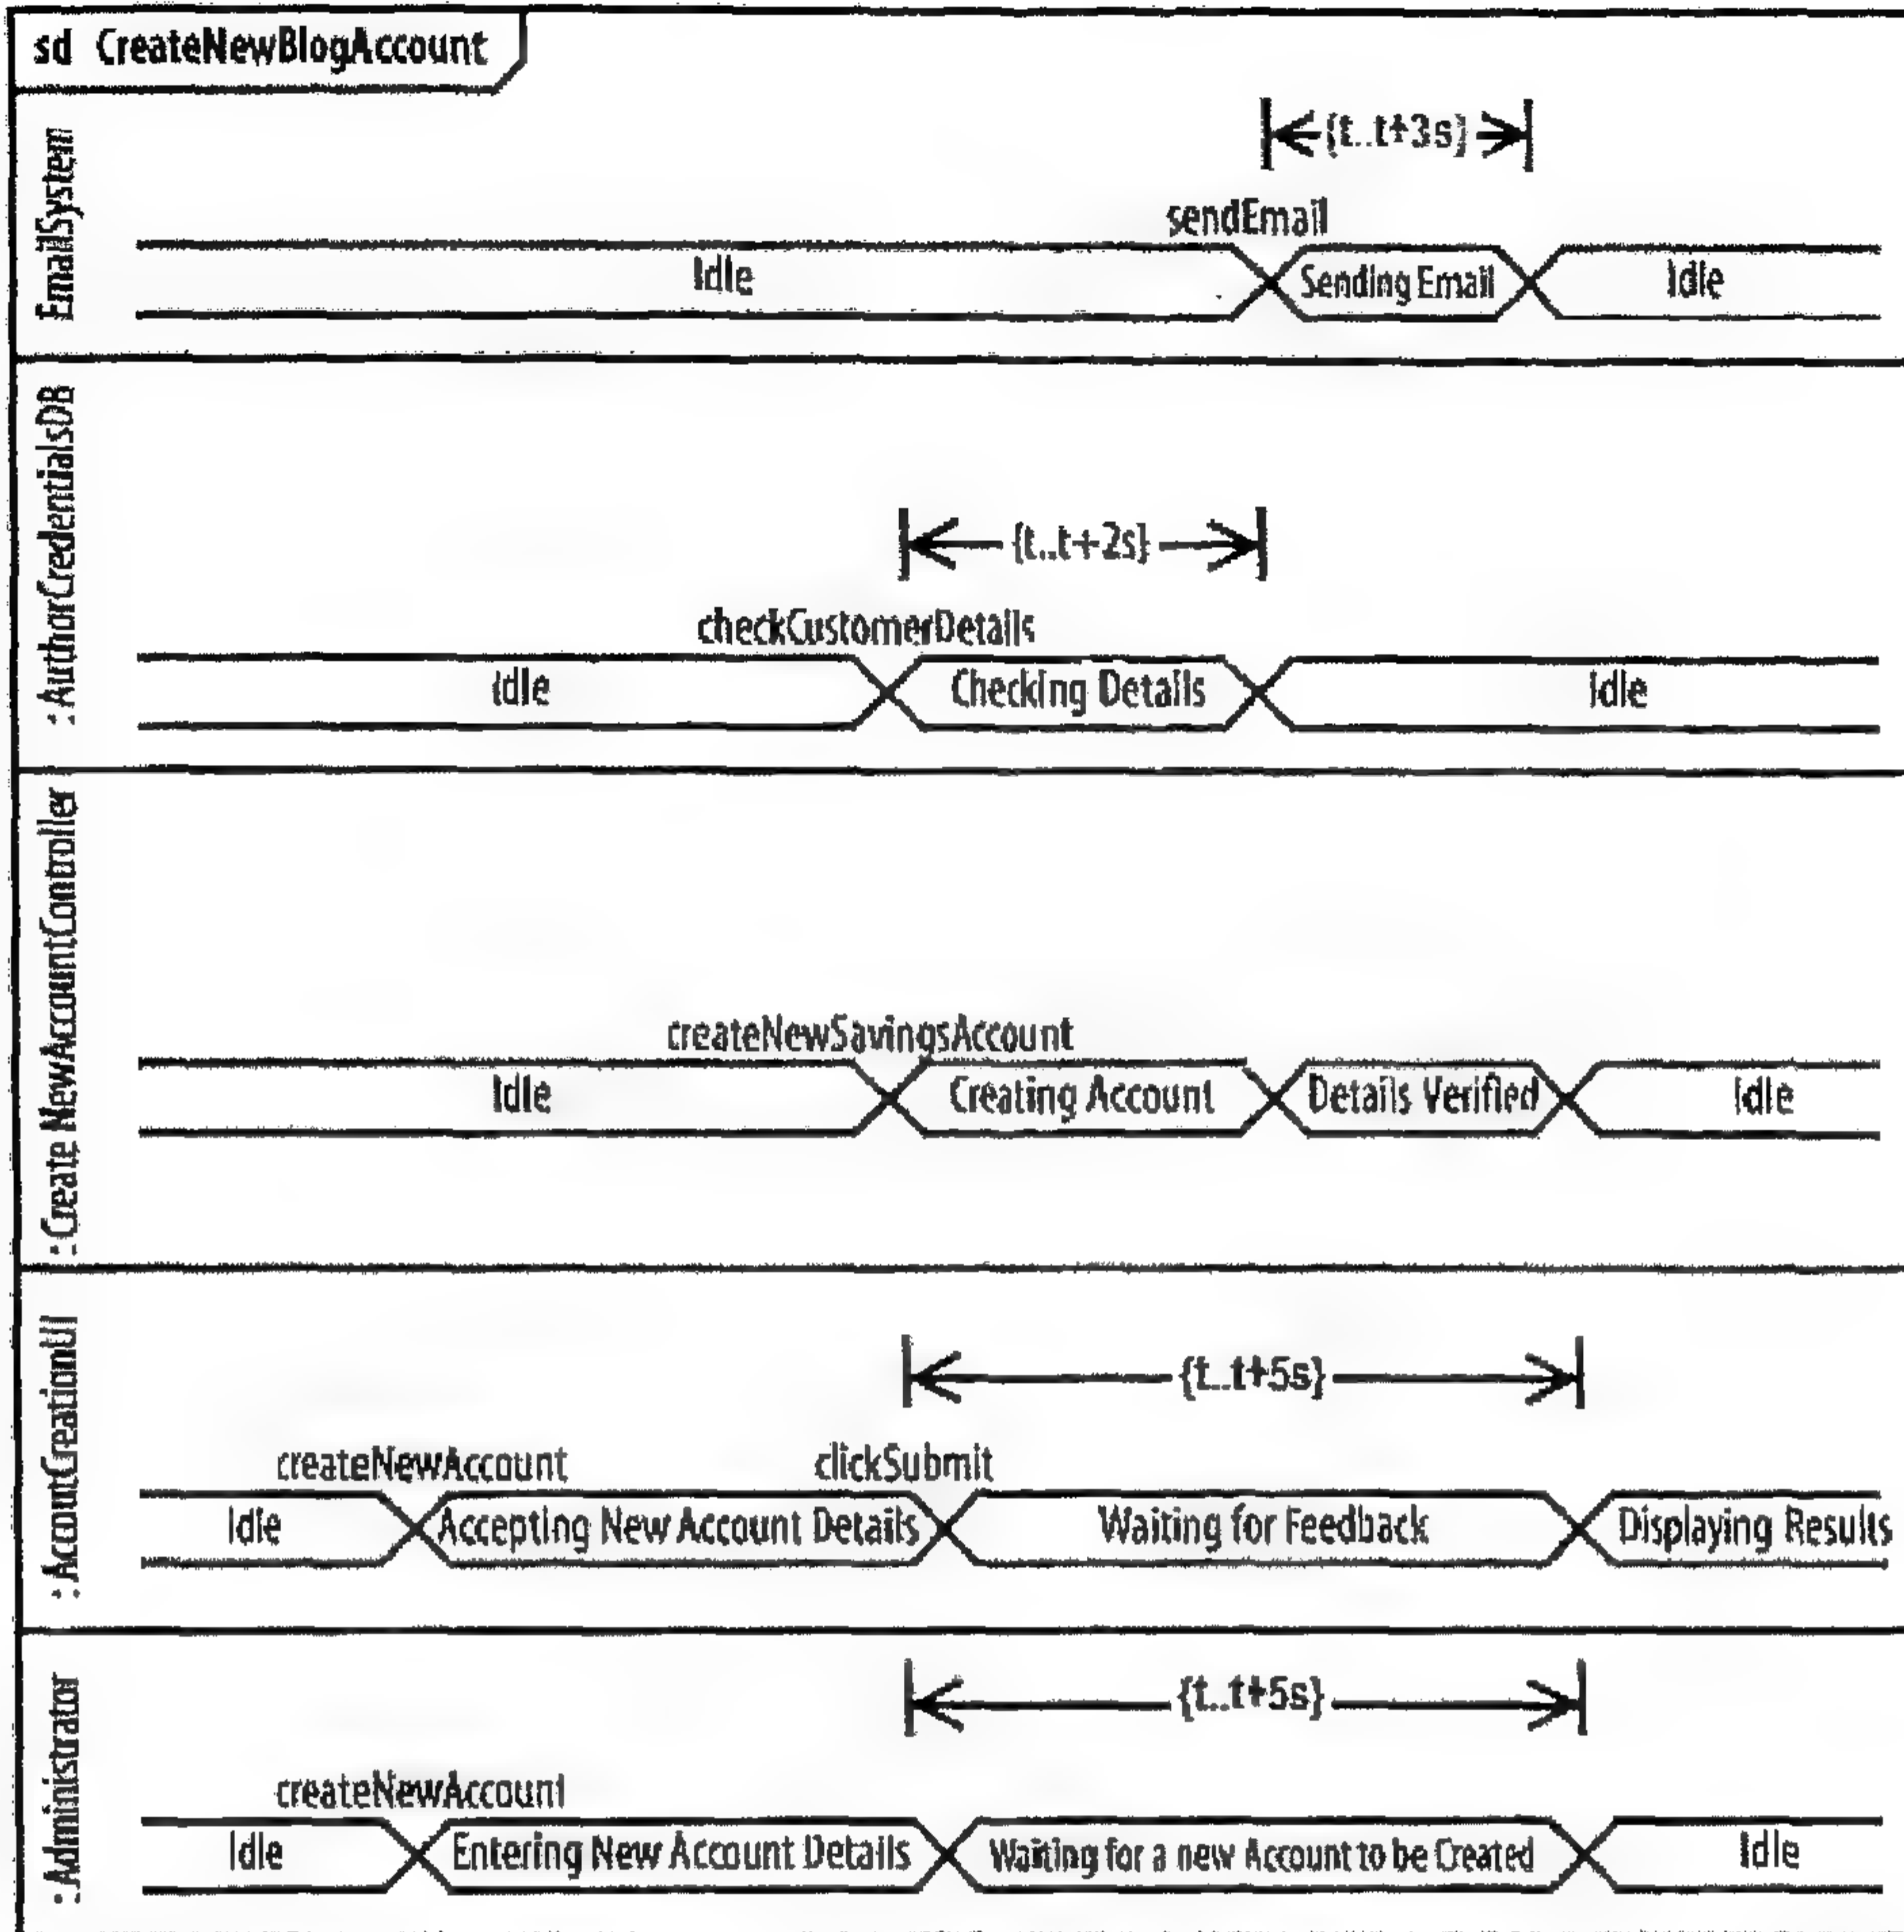 sd CreateNewBlogAccount
EmailSystem
{t..t+3s}
sendEmail
Idle
Sending Email
Idle
:AuthorCredentialsDB
{t..t+2s}
checkCustomerDetails
Idle
Checking Details
Idle
::Create NewAccountController
createNewSavingsAccount
Idle
Creating Account
Details Verified
Idle
::AccoutCreationUI
{t..t+5s}
createNewAccount
clickSubmit
Idle
Accepting New Account Details
Waiting for Feedback
Displaying Results
::Administrator
{t..t+5s}
createNewAccount
Idle
Entering New Account Details
Waiting for a new Account to be Created
Idle